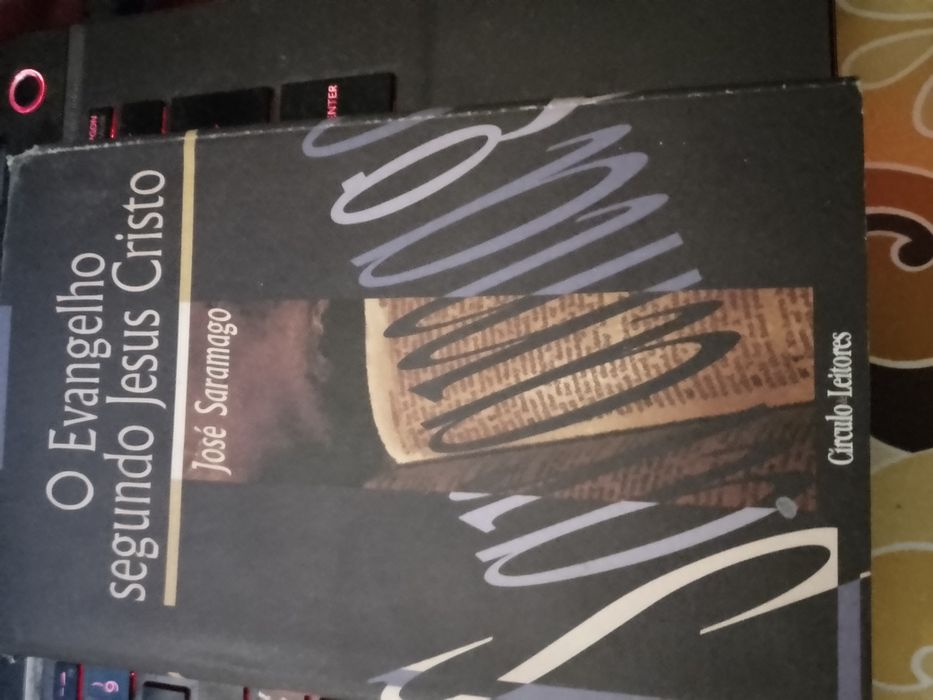 O Evangelho
segundo Jesus Cristo
José Saramago
Círculo de Leitores
ENTER